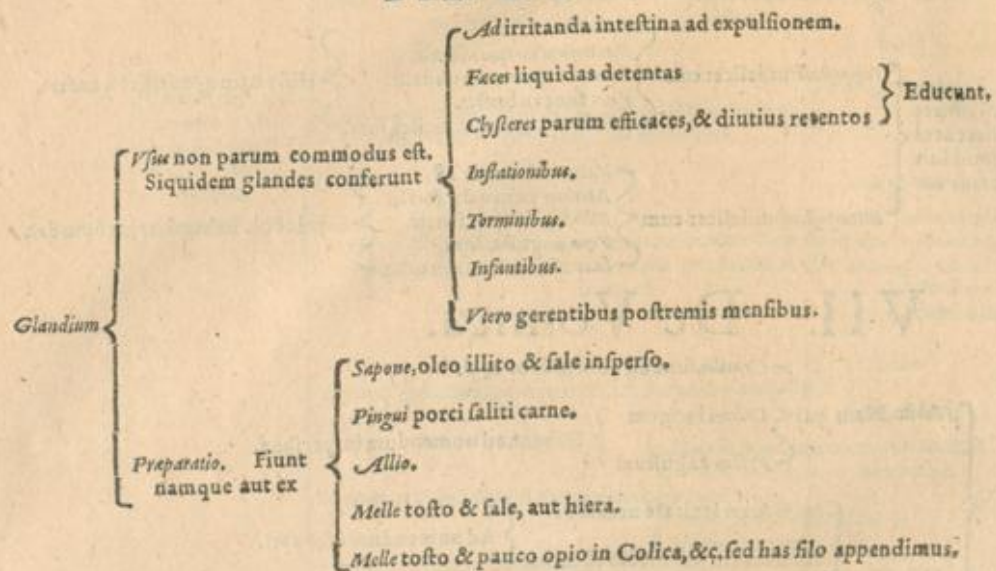 Ad irritanda inteſtina ad expulſionem.
Feces liquidas detentas
Clyſteres parum efficaces, & diutius retentos
Educunt.
Vſus non parum commodus eſt.
Siquidem glandes conferunt
Inflationibus.
Torminibus.
Infantibus.
Vtero gerentibus poſtremis menſibus.
Glandium
Sapone, oleo illito & ſale inſperſo.
Pingui porci ſaliti carne.
Allio.
Præparatio. Fiunt
namque aut ex
Melle toſto & ſale, aut hiera.
Melle toſto & pauco opio in Colica, &c. ſed has filo appendimus.